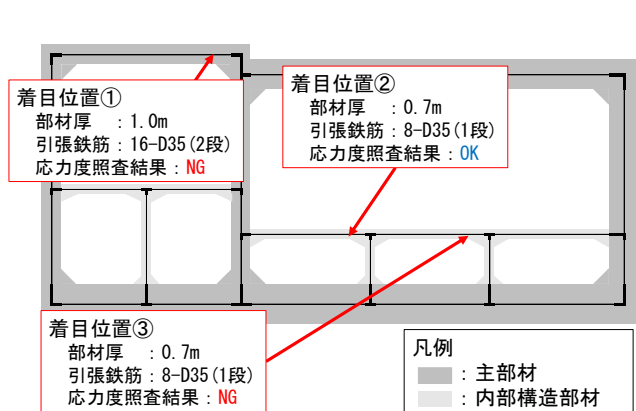 着目位置①
部材厚　：1.0m
引張鉄筋：16-D35(2段)
応力度照査結果：NG
着目位置②
部材厚　：0.7m
引張鉄筋：8-D35(1段)
応力度照査結果：OK
着目位置③
部材厚　：0.7m
引張鉄筋：8-D35(1段)
応力度照査結果：NG
凡例
：主部材
：内部構造部材